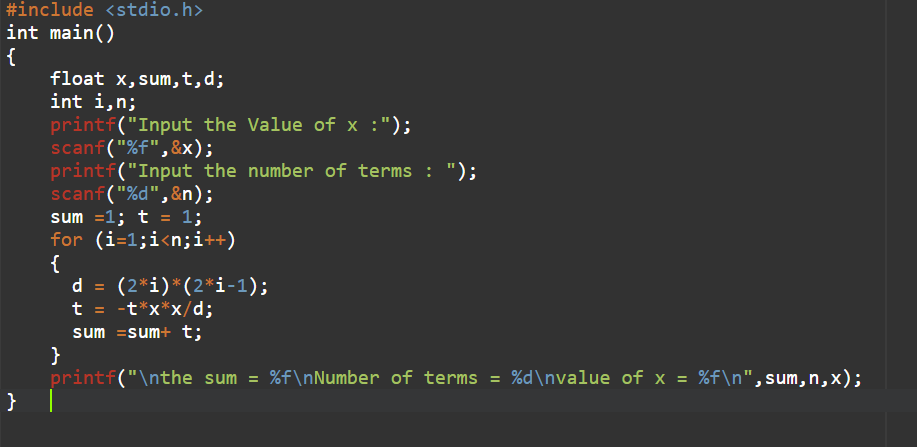 #include <stdio.h>
int main()
{
    float x,sum,t,d;
    int i,n;
    printf("Input the Value of x :");
    scanf("%f",&x);
    printf("Input the number of terms : ");
    scanf("%d",&n);
    sum =1; t = 1;
    for (i=1;i<n;i++)
    {
      d = (2*i)*(2*i-1);
      t = -t*x*x/d;
      sum =sum+ t;
    }
    printf("\nthe sum = %f\nNumber of terms = %d\nvalue of x = %f\n",sum,n,x);
}